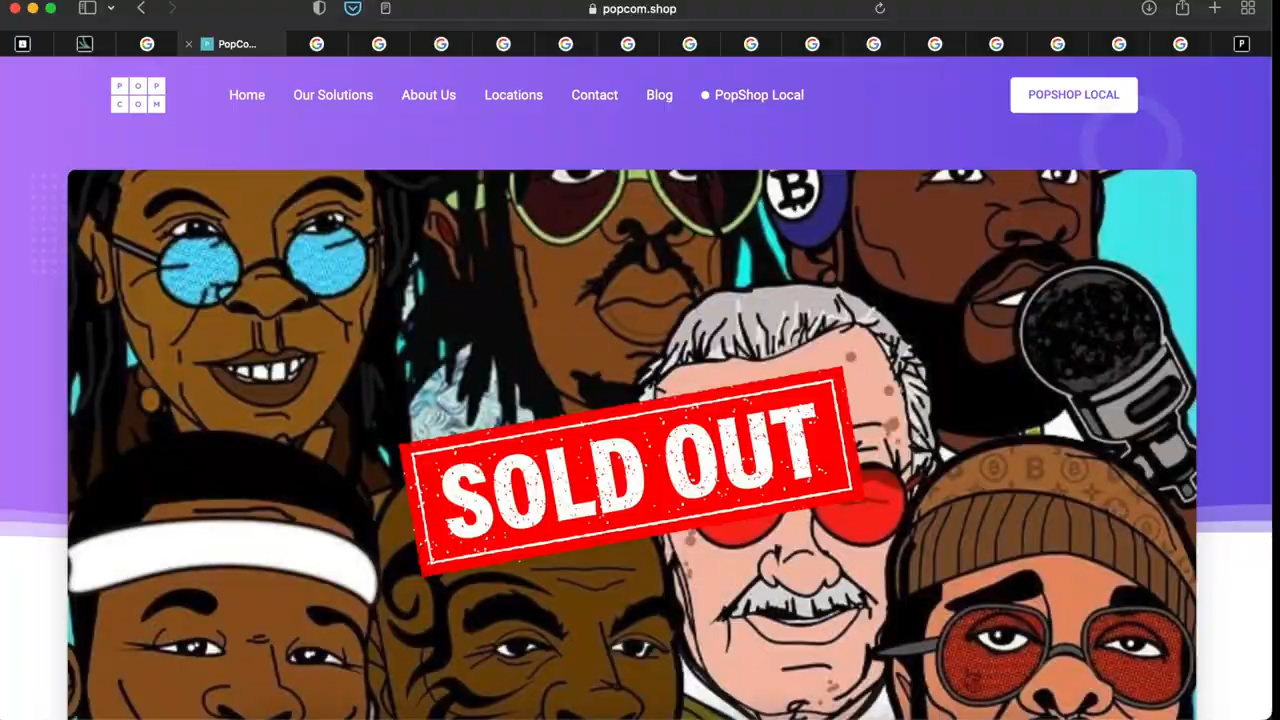 popcom.shop
PopCo...
P
P O P
C O M
Home
Our Solutions
About Us
Locations
Contact
Blog
PopShop Local
POPSHOP LOCAL
SOLD OUT